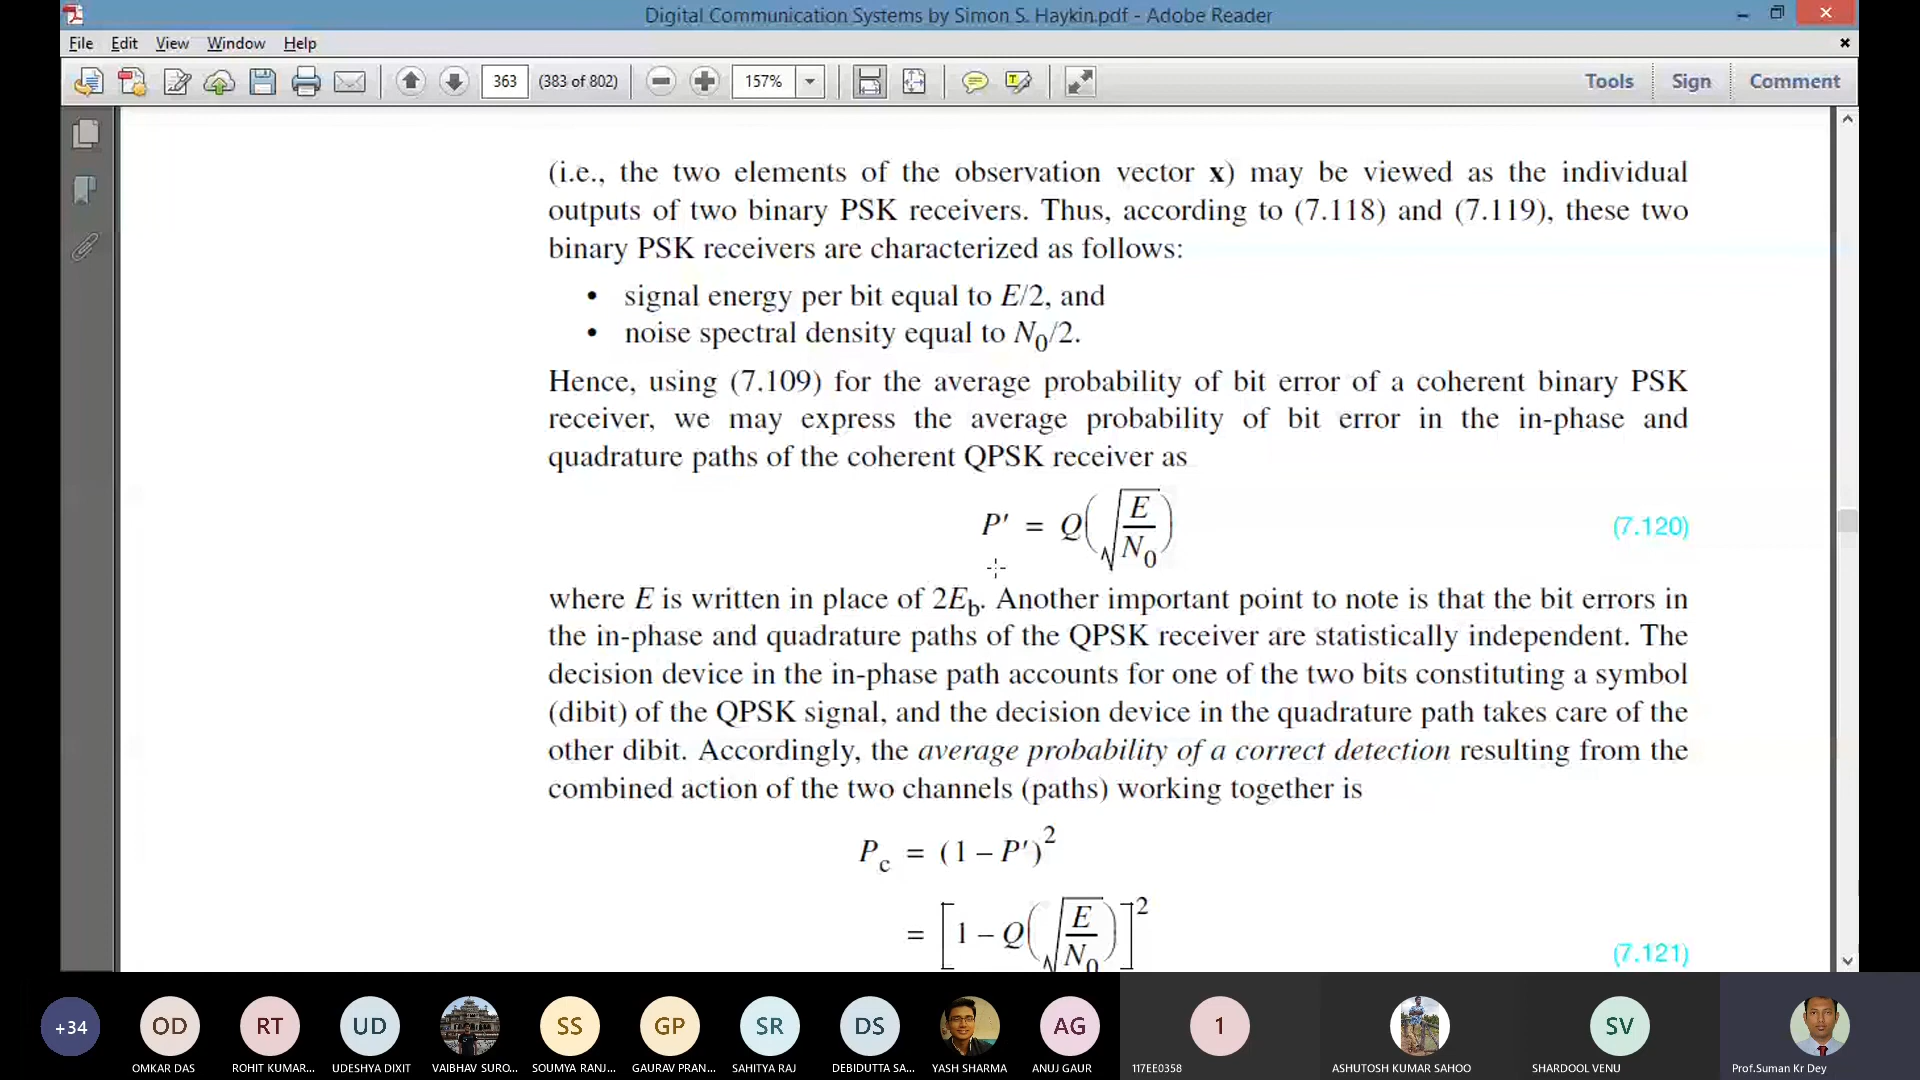 Digital Communication Systems by Simon S. Haykin.pdf - Adobe Reader
File Edit View Window Help
363 (383 of 802) 157% Tools Sign Comment
(i.e., the two elements of the observation vector x) may be viewed as the individual
outputs of two binary PSK receivers. Thus, according to (7.118) and (7.119), these two
binary PSK receivers are characterized as follows:
• signal energy per bit equal to E/2, and
• noise spectral density equal to N₀/2.
Hence, using (7.109) for the average probability of bit error of a coherent binary PSK
receiver, we may express the average probability of bit error in the in-phase and
quadrature paths of the coherent QPSK receiver as
P′ = Q(√(E/N₀)) (7.120)
where E is written in place of 2E_b. Another important point to note is that the bit errors in
the in-phase and quadrature paths of the QPSK receiver are statistically independent. The
decision device in the in-phase path accounts for one of the two bits constituting a symbol
(dibit) of the QPSK signal, and the decision device in the quadrature path takes care of the
other dibit. Accordingly, the average probability of a correct detection resulting from the
combined action of the two channels (paths) working together is
P_c = (1 – P′)²
= [1 – Q(√(E/N₀))]² (7.121)
+34 OD RT UD SS GP SR DS AG 1 SV
OMKAR DAS ROHIT KUMAR... UDESHYA DIXIT VAIBHAV SURO... SOUMYA RANJ... GAURAV PRAN... SAHITYA RAJ DEBIDUTTA SA... YASH SHARMA ANUJ GAUR 117EE0358 ASHUTOSH KUMAR SAHOO SHARDOOL VENU Prof.Suman Kr Dey